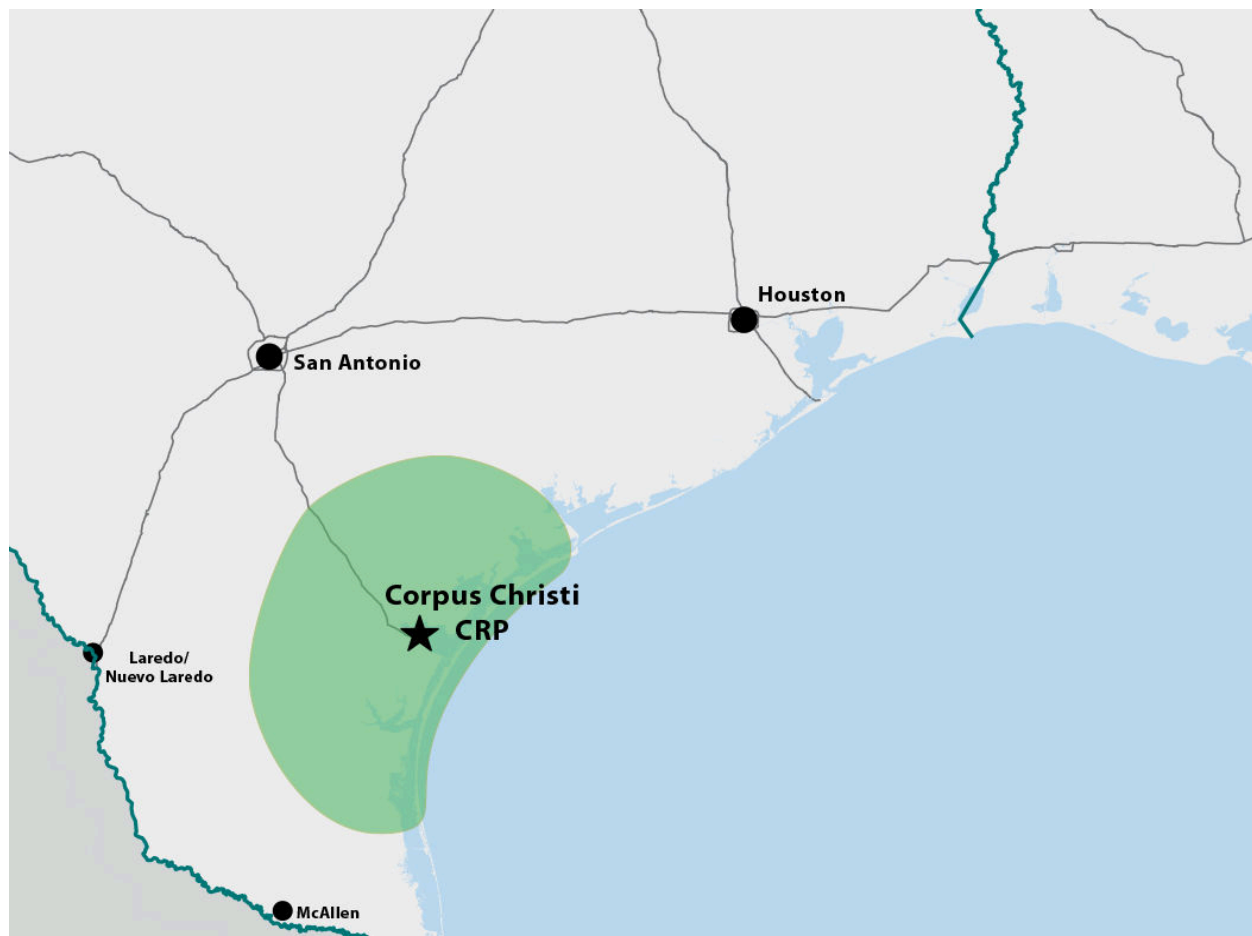 Houston
San Antonio
Corpus Christi
CRP
Laredo/
Nuevo Laredo
McAllen